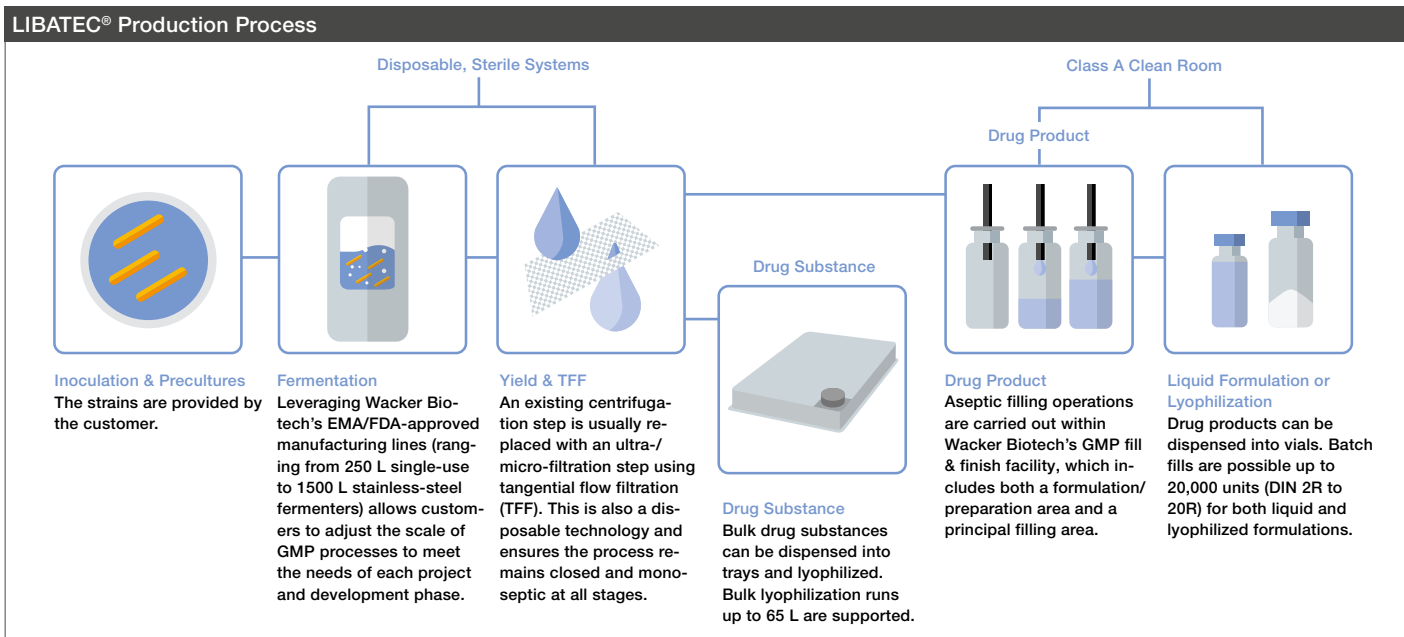 LIBATEC® Production Process
Disposable, Sterile Systems
Class A Clean Room
Drug Product
Drug Substance
Inoculation & Precultures
The strains are provided by
the customer.
Fermentation
Leveraging Wacker Bio-
tech's EMA/FDA-approved
manufacturing lines (rang-
ing from 250 L single-use
to 1500 L stainless-steel
fermenters) allows custom-
ers to adjust the scale of
GMP processes to meet
the needs of each project
and development phase.
Yield & TFF
An existing centrifuga-
tion step is usually re-
placed with an ultra-/
micro-filtration step using
tangential flow filtration
(TFF). This is also a dis-
posable technology and
ensures the process re-
mains closed and mono-
septic at all stages.
Drug Substance
Bulk drug substances
can be dispensed into
trays and lyophilized.
Bulk lyophilization runs
up to 65 L are supported.
Drug Product
Aseptic filling operations
are carried out within
Wacker Biotech's GMP fill
& finish facility, which in-
cludes both a formulation/
preparation area and a
principal filling area.
Liquid Formulation or
Lyophilization
Drug products can be
dispensed into vials. Batch
fills are possible up to
20,000 units (DIN 2R to
20R) for both liquid and
lyophilized formulations.